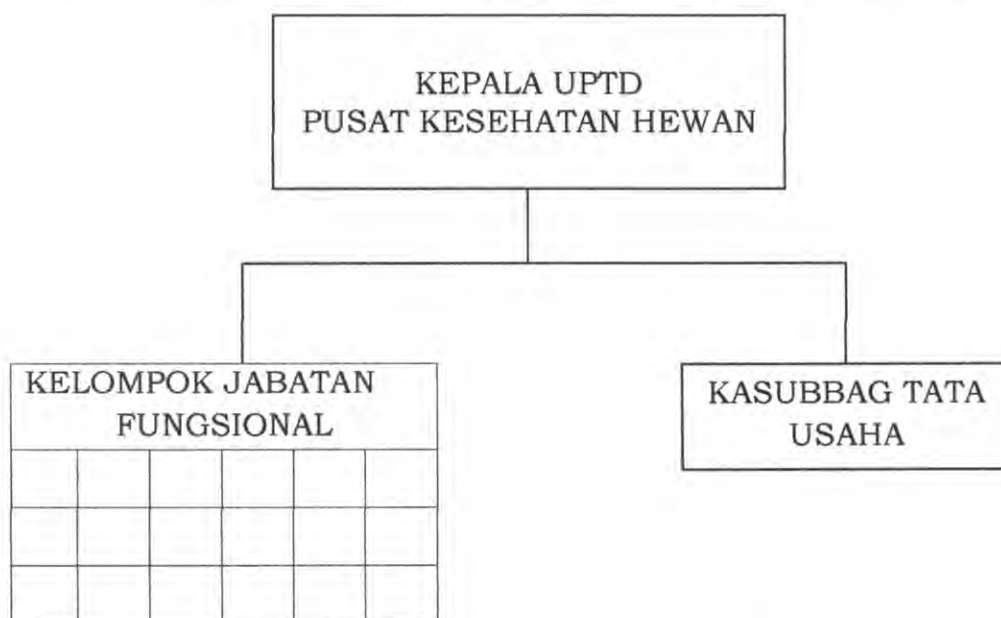 KEPALA UPTD
PUSAT KESEHATAN HEWAN
KELOMPOK JABATAN
FUNGSIONAL
KASUBBAG TATA
USAHA